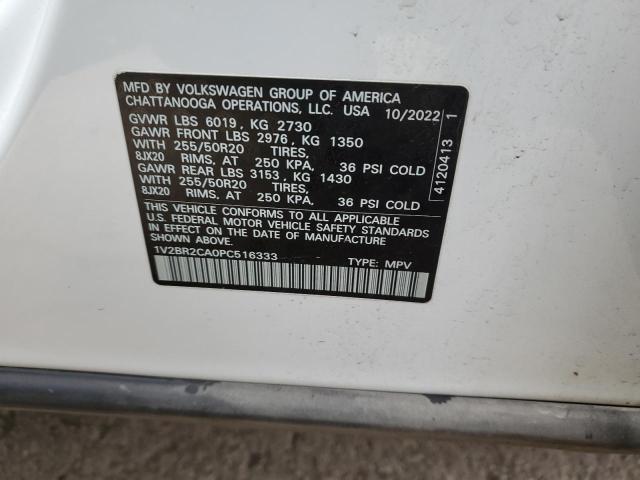 MFD BY VOLKSWAGEN GROUP OF AMERICA
CHATTANOOGA OPERATIONS, LLC. USA 10/2022
GVWR LBS 6019, KG 2730
GAWR FRONT LBS 2976, KG 1350
WITH 255/50R20 TIRES,
8JX20 RIMS, AT 250 KPA, 36 PSI COLD
GAWR REAR LBS 3153, KG 1430
WITH 255/50R20 TIRES,
8JX20 RIMS, AT 250 KPA, 36 PSI COLD
THIS VEHICLE CONFORMS TO ALL APPLICABLE
U.S. FEDERAL MOTOR VEHICLE SAFETY STANDARDS
IN EFFECT ON THE DATE OF MANUFACTURE
SHOWN ABOVE.
1V2BR2CA0PC516333 TYPE: MPV
4120413 1